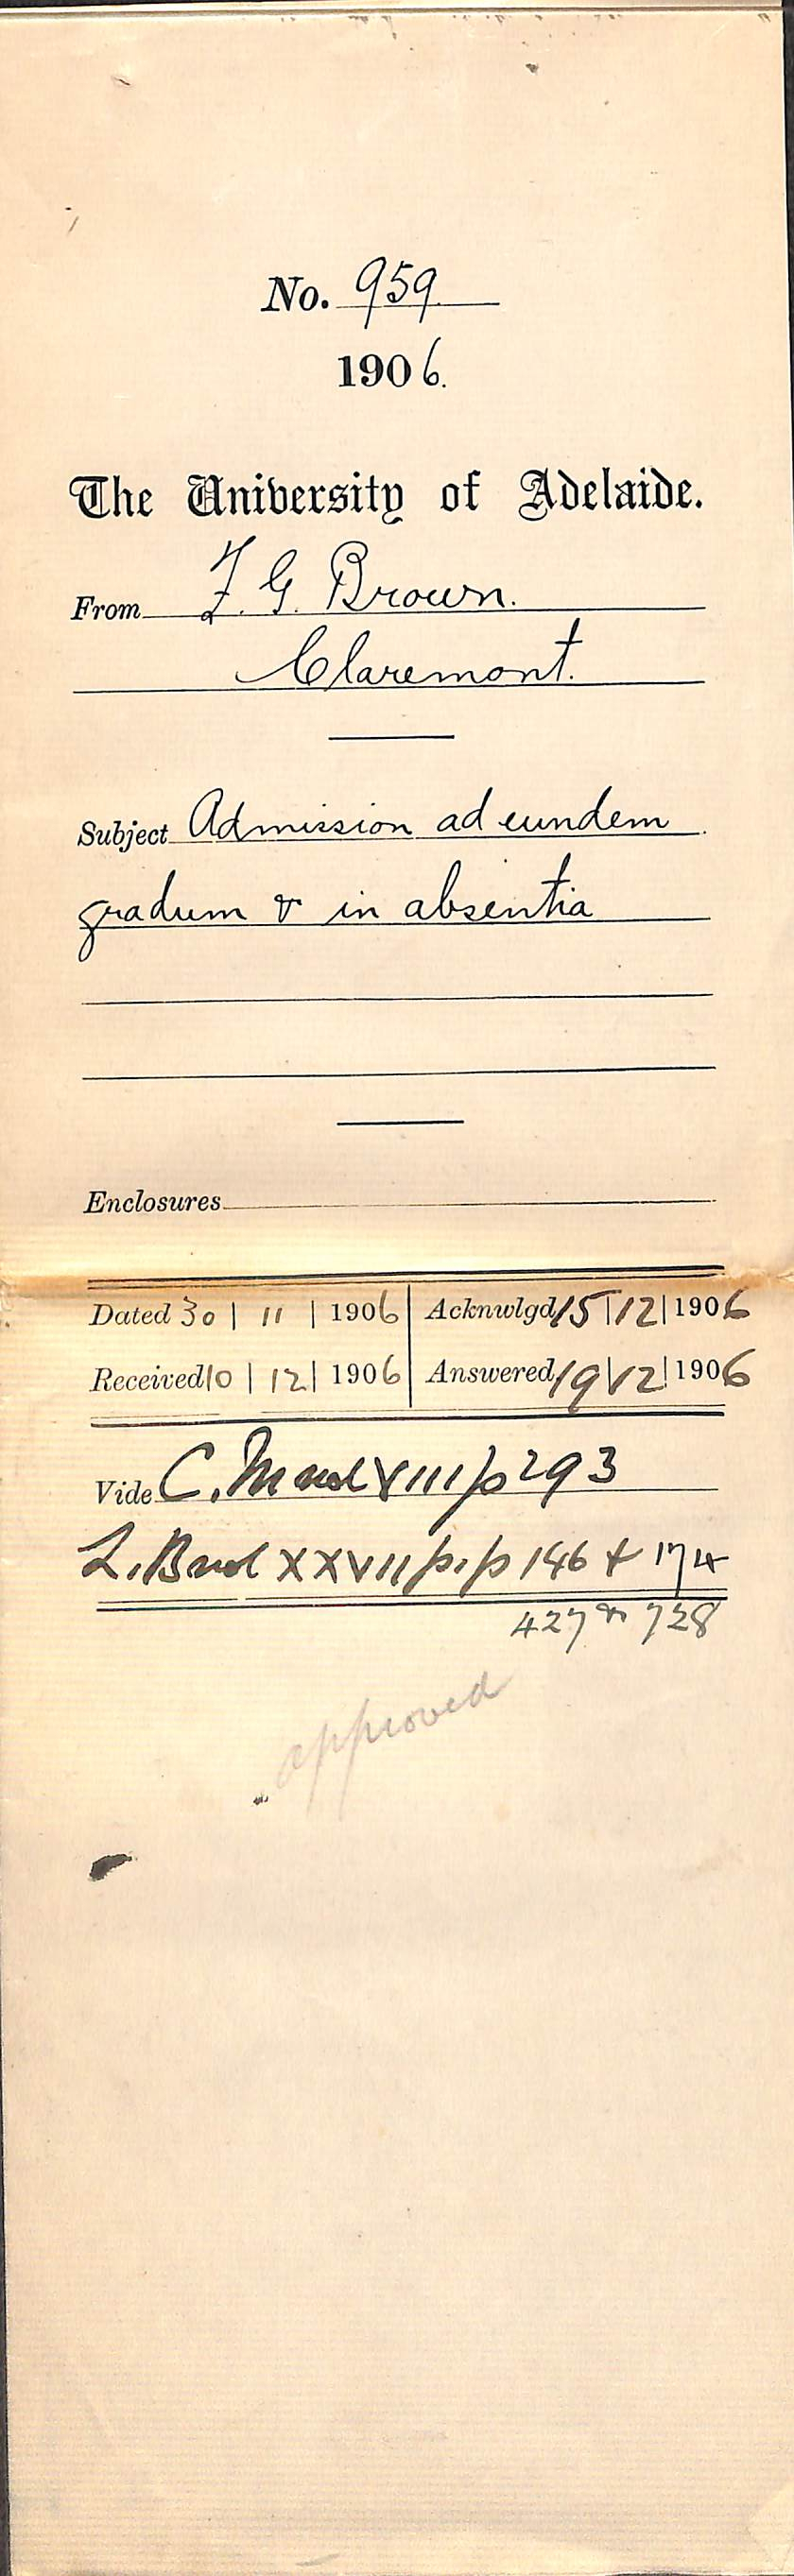 No. 959
1906.
The University of Adelaide.
From F. G. Brown.
Claremont.
Subject Admission ad eundem
gradum & in absentia
Enclosures
Dated 30 | 11 | 1906 Acknwlgd 15 | 12 | 1906
Received 10 | 12 | 1906 Answered 19 | 12 | 1906
Vide C. M vol VIII p 293
L. B vol XXVII p. p 146 & 174
427 & 728
approved